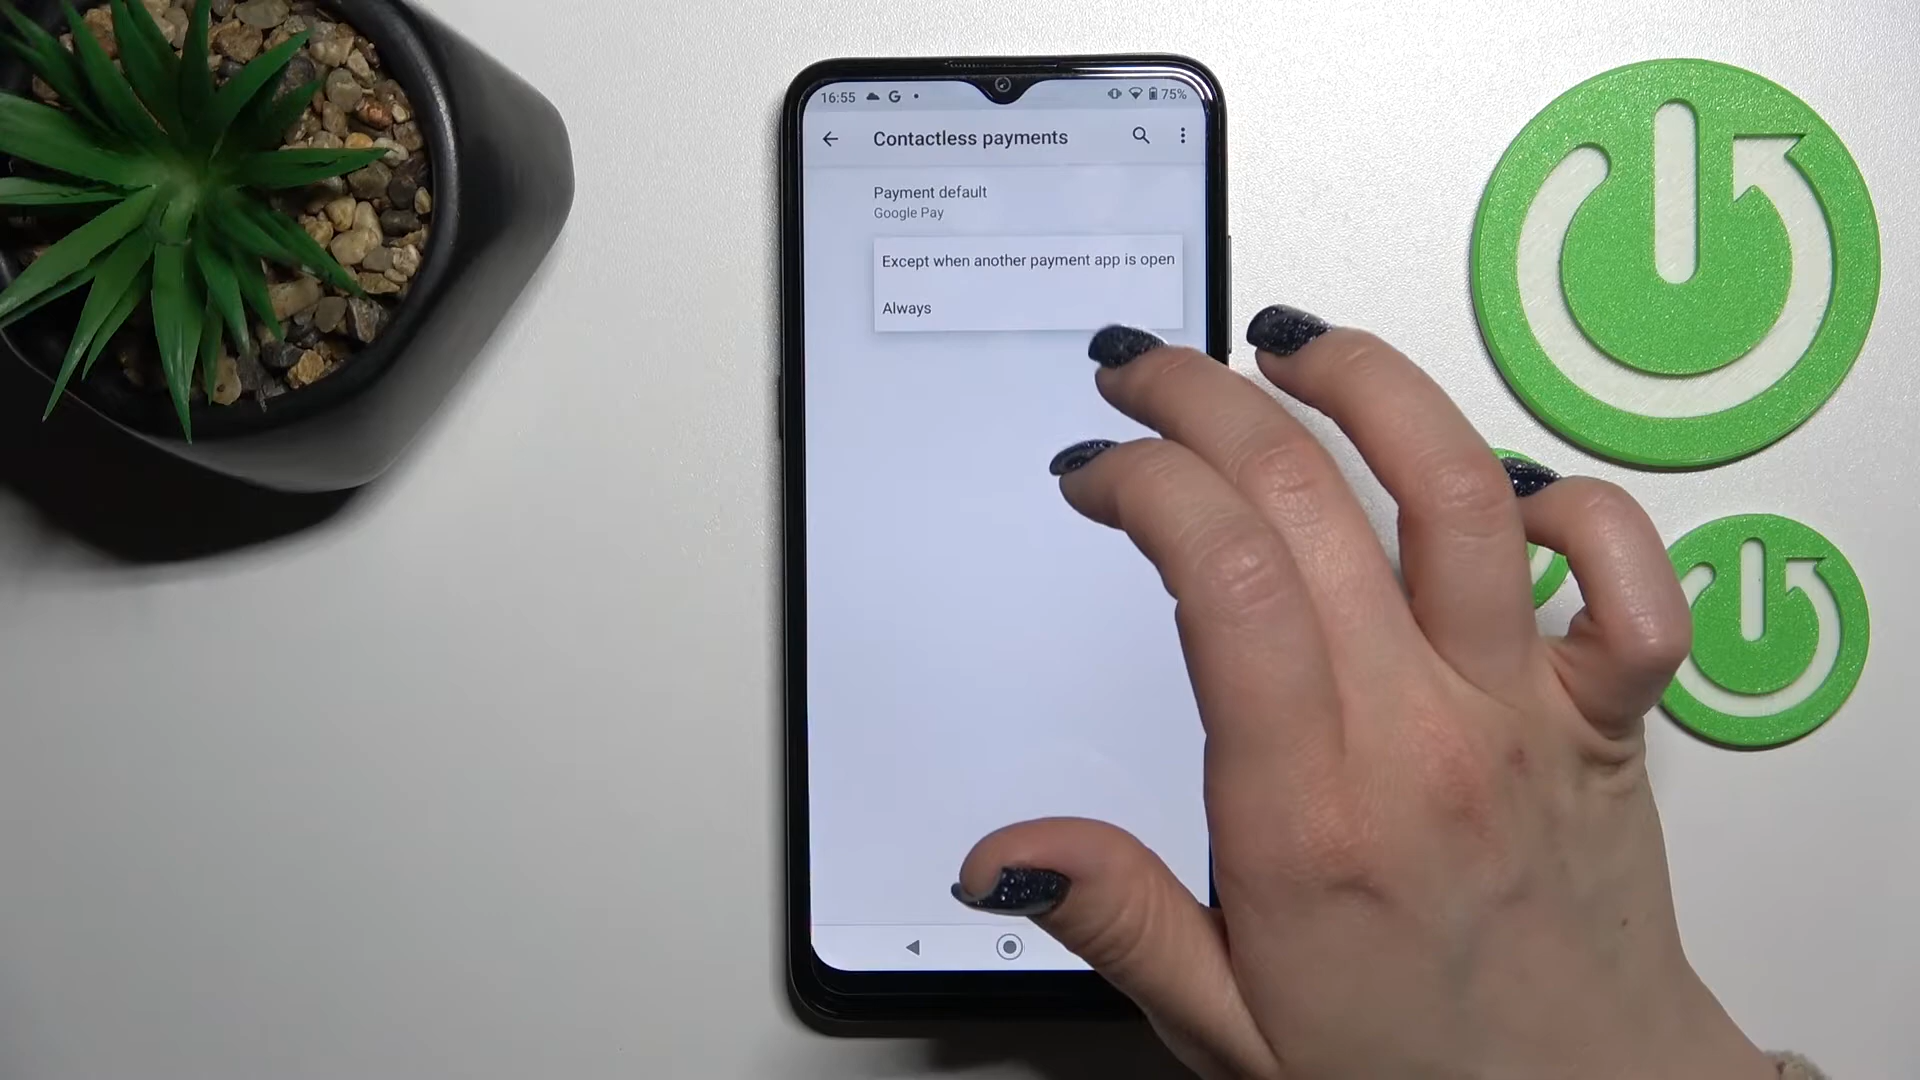 16:55
75%
Contactless payments
Payment default
Google Pay
Except when another payment app is open
Always